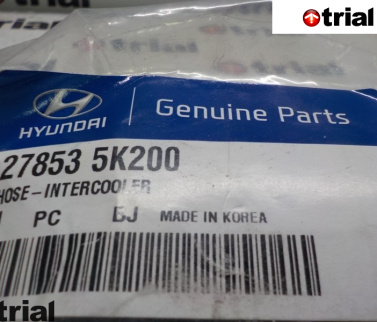 trial
HYUNDAI
Genuine Parts
27853 5K200
HOSE-INTERCOOLER
PC BJ MADE IN KOREA
trial